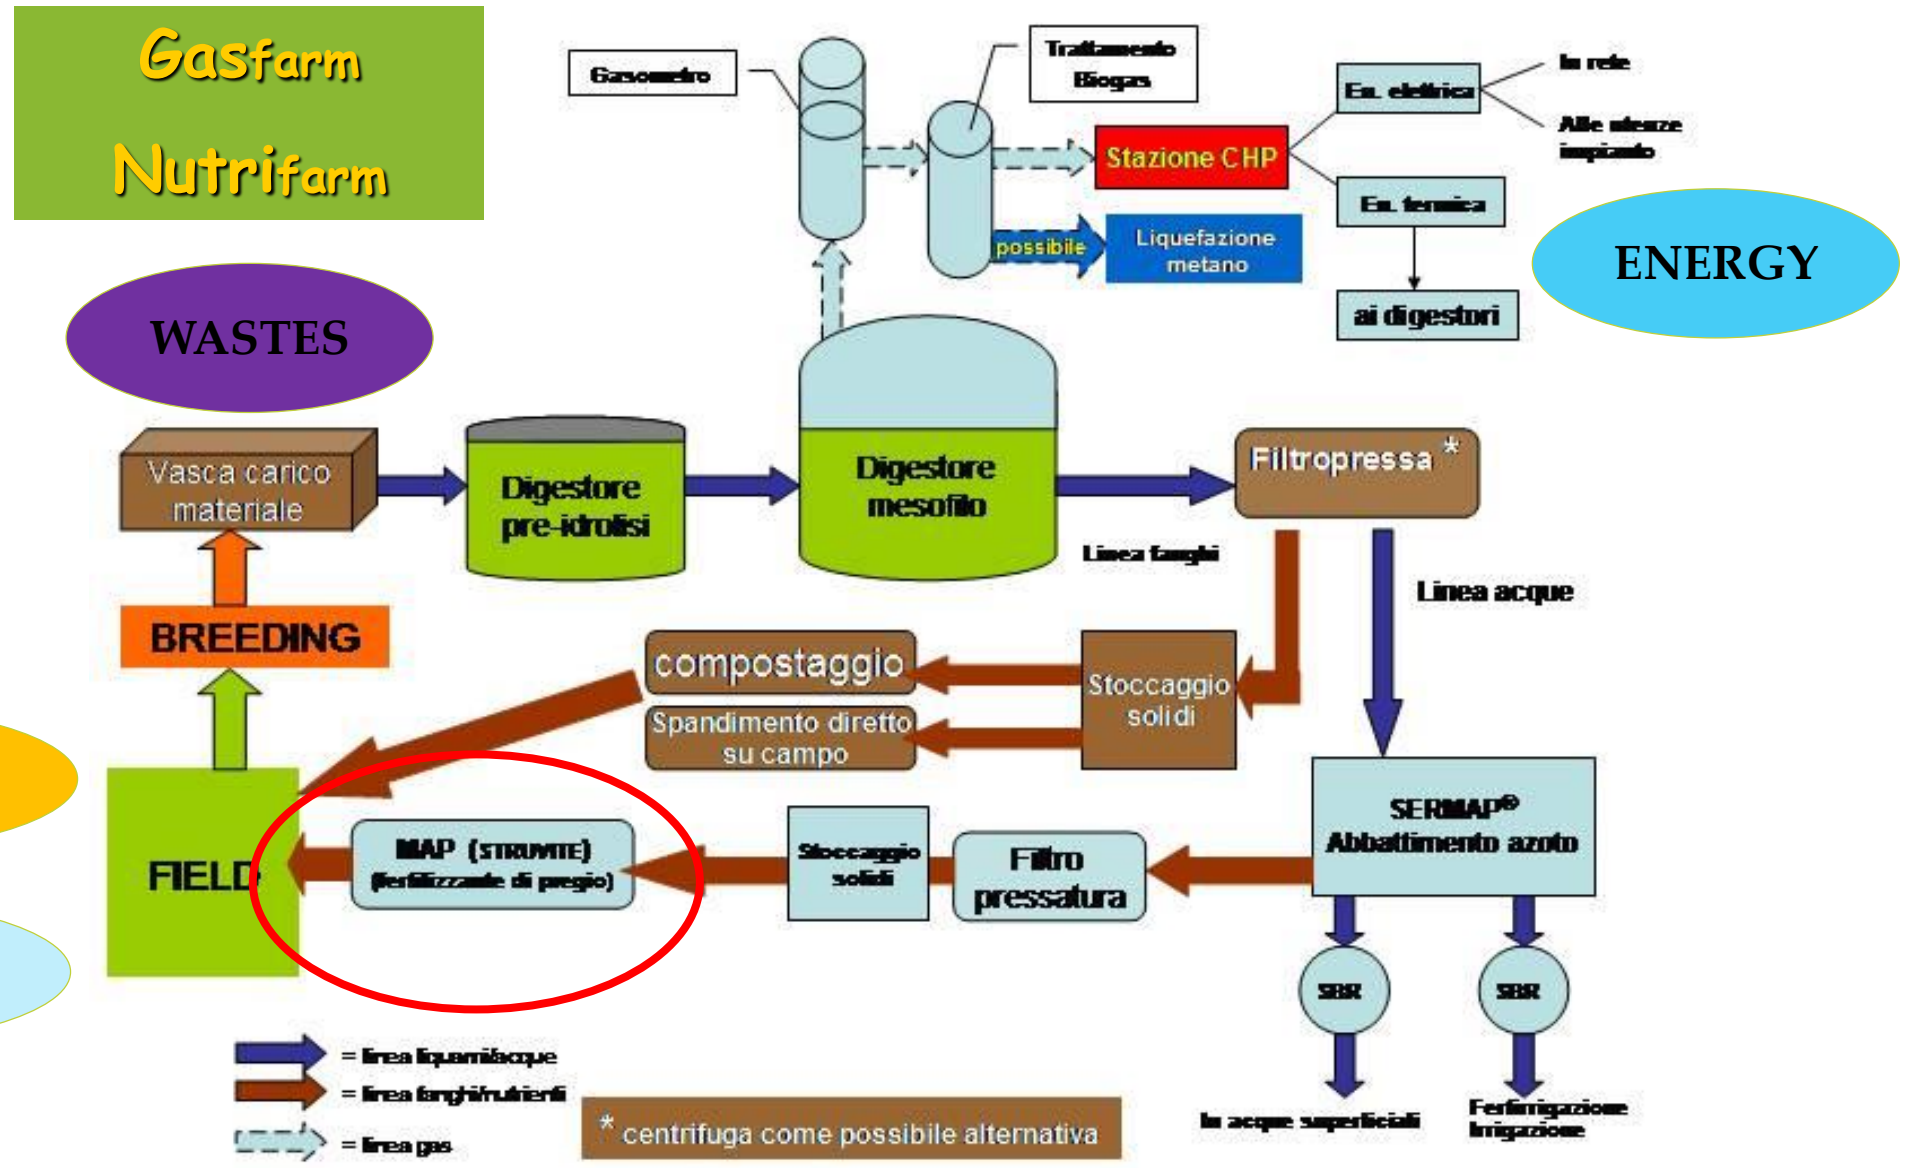 Gasfarm
Nutrifarm
Gasometro
Trattamento
Biogas
En. elettrica
In rete
Alle utenze
impianto
Stazione CHP
En. termica
possibile
Liquefazione
metano
ai digestori
ENERGY
WASTES
Vasca carico
materiale
Digestore
pre-idrolisi
Digestore
mesofilo
Filtropressa *
Linea fanghi
Linea acque
BREEDING
compostaggio
Spandimento diretto
su campo
Stoccaggio
solidi
FIELD
MAP (STRUVITE)
(fertilizzante di pregio)
Stoccaggio
solidi
Filtro
pressatura
SERMAP®
Abbattimento azoto
SBR
SBR
In acque superficiali
Fertirrigazione
Irrigazione
= linea liquami/acque
= linea fanghi/nutrienti
= linea gas
* centrifuga come possibile alternativa